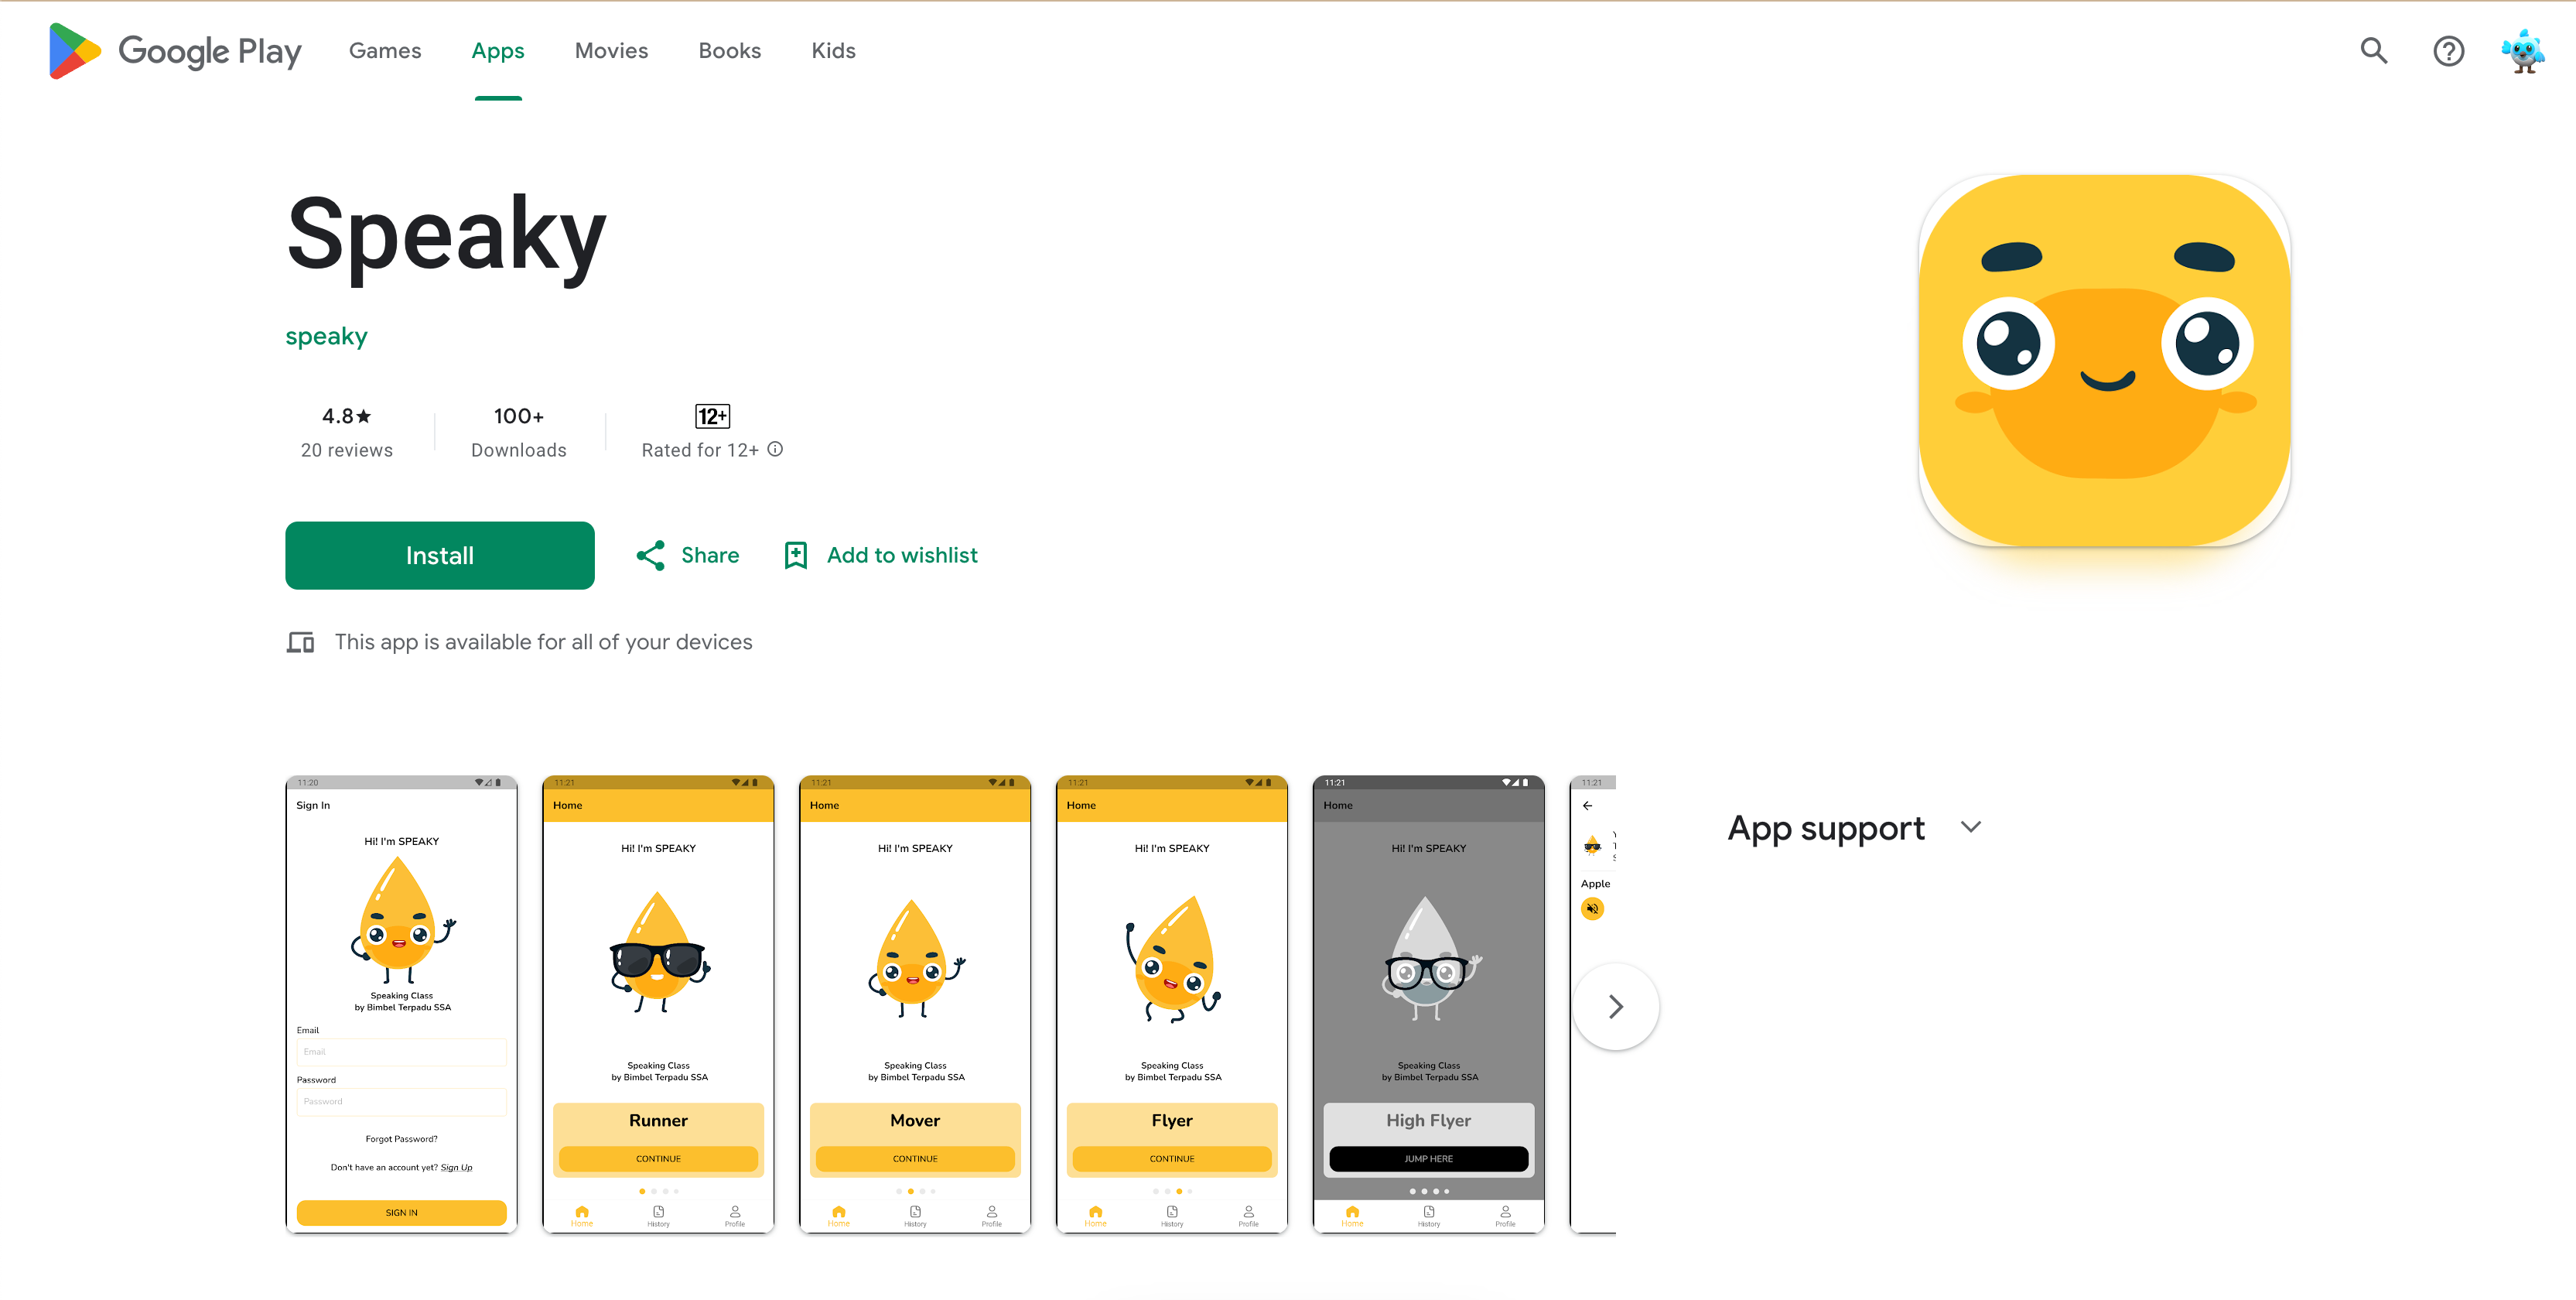 Google Play
Games
Apps
Movies
Books
Kids
Speaky
speaky
4.8★
20 reviews
100+
Downloads
12+
Rated for 12+
Install
Share
Add to wishlist
This app is available for all of your devices
11:20
Sign In
Hi! I'm SPEAKY
Speaking Class
by Bimbel Terpadu SSA
Email
Email
Password
Password
Forgot Password?
Don't have an account yet? Sign Up
SIGN IN
11:21
Home
Hi! I'm SPEAKY
Speaking Class
by Bimbel Terpadu SSA
Runner
CONTINUE
Home
History
Profile
11:21
Home
Hi! I'm SPEAKY
Speaking Class
by Bimbel Terpadu SSA
Mover
CONTINUE
Home
History
Profile
11:21
Home
Hi! I'm SPEAKY
Speaking Class
by Bimbel Terpadu SSA
Flyer
CONTINUE
Home
History
Profile
11:21
Home
Hi! I'm SPEAKY
Speaking Class
by Bimbel Terpadu SSA
High Flyer
JUMP HERE
Home
History
Profile
11:21
Apple
App support